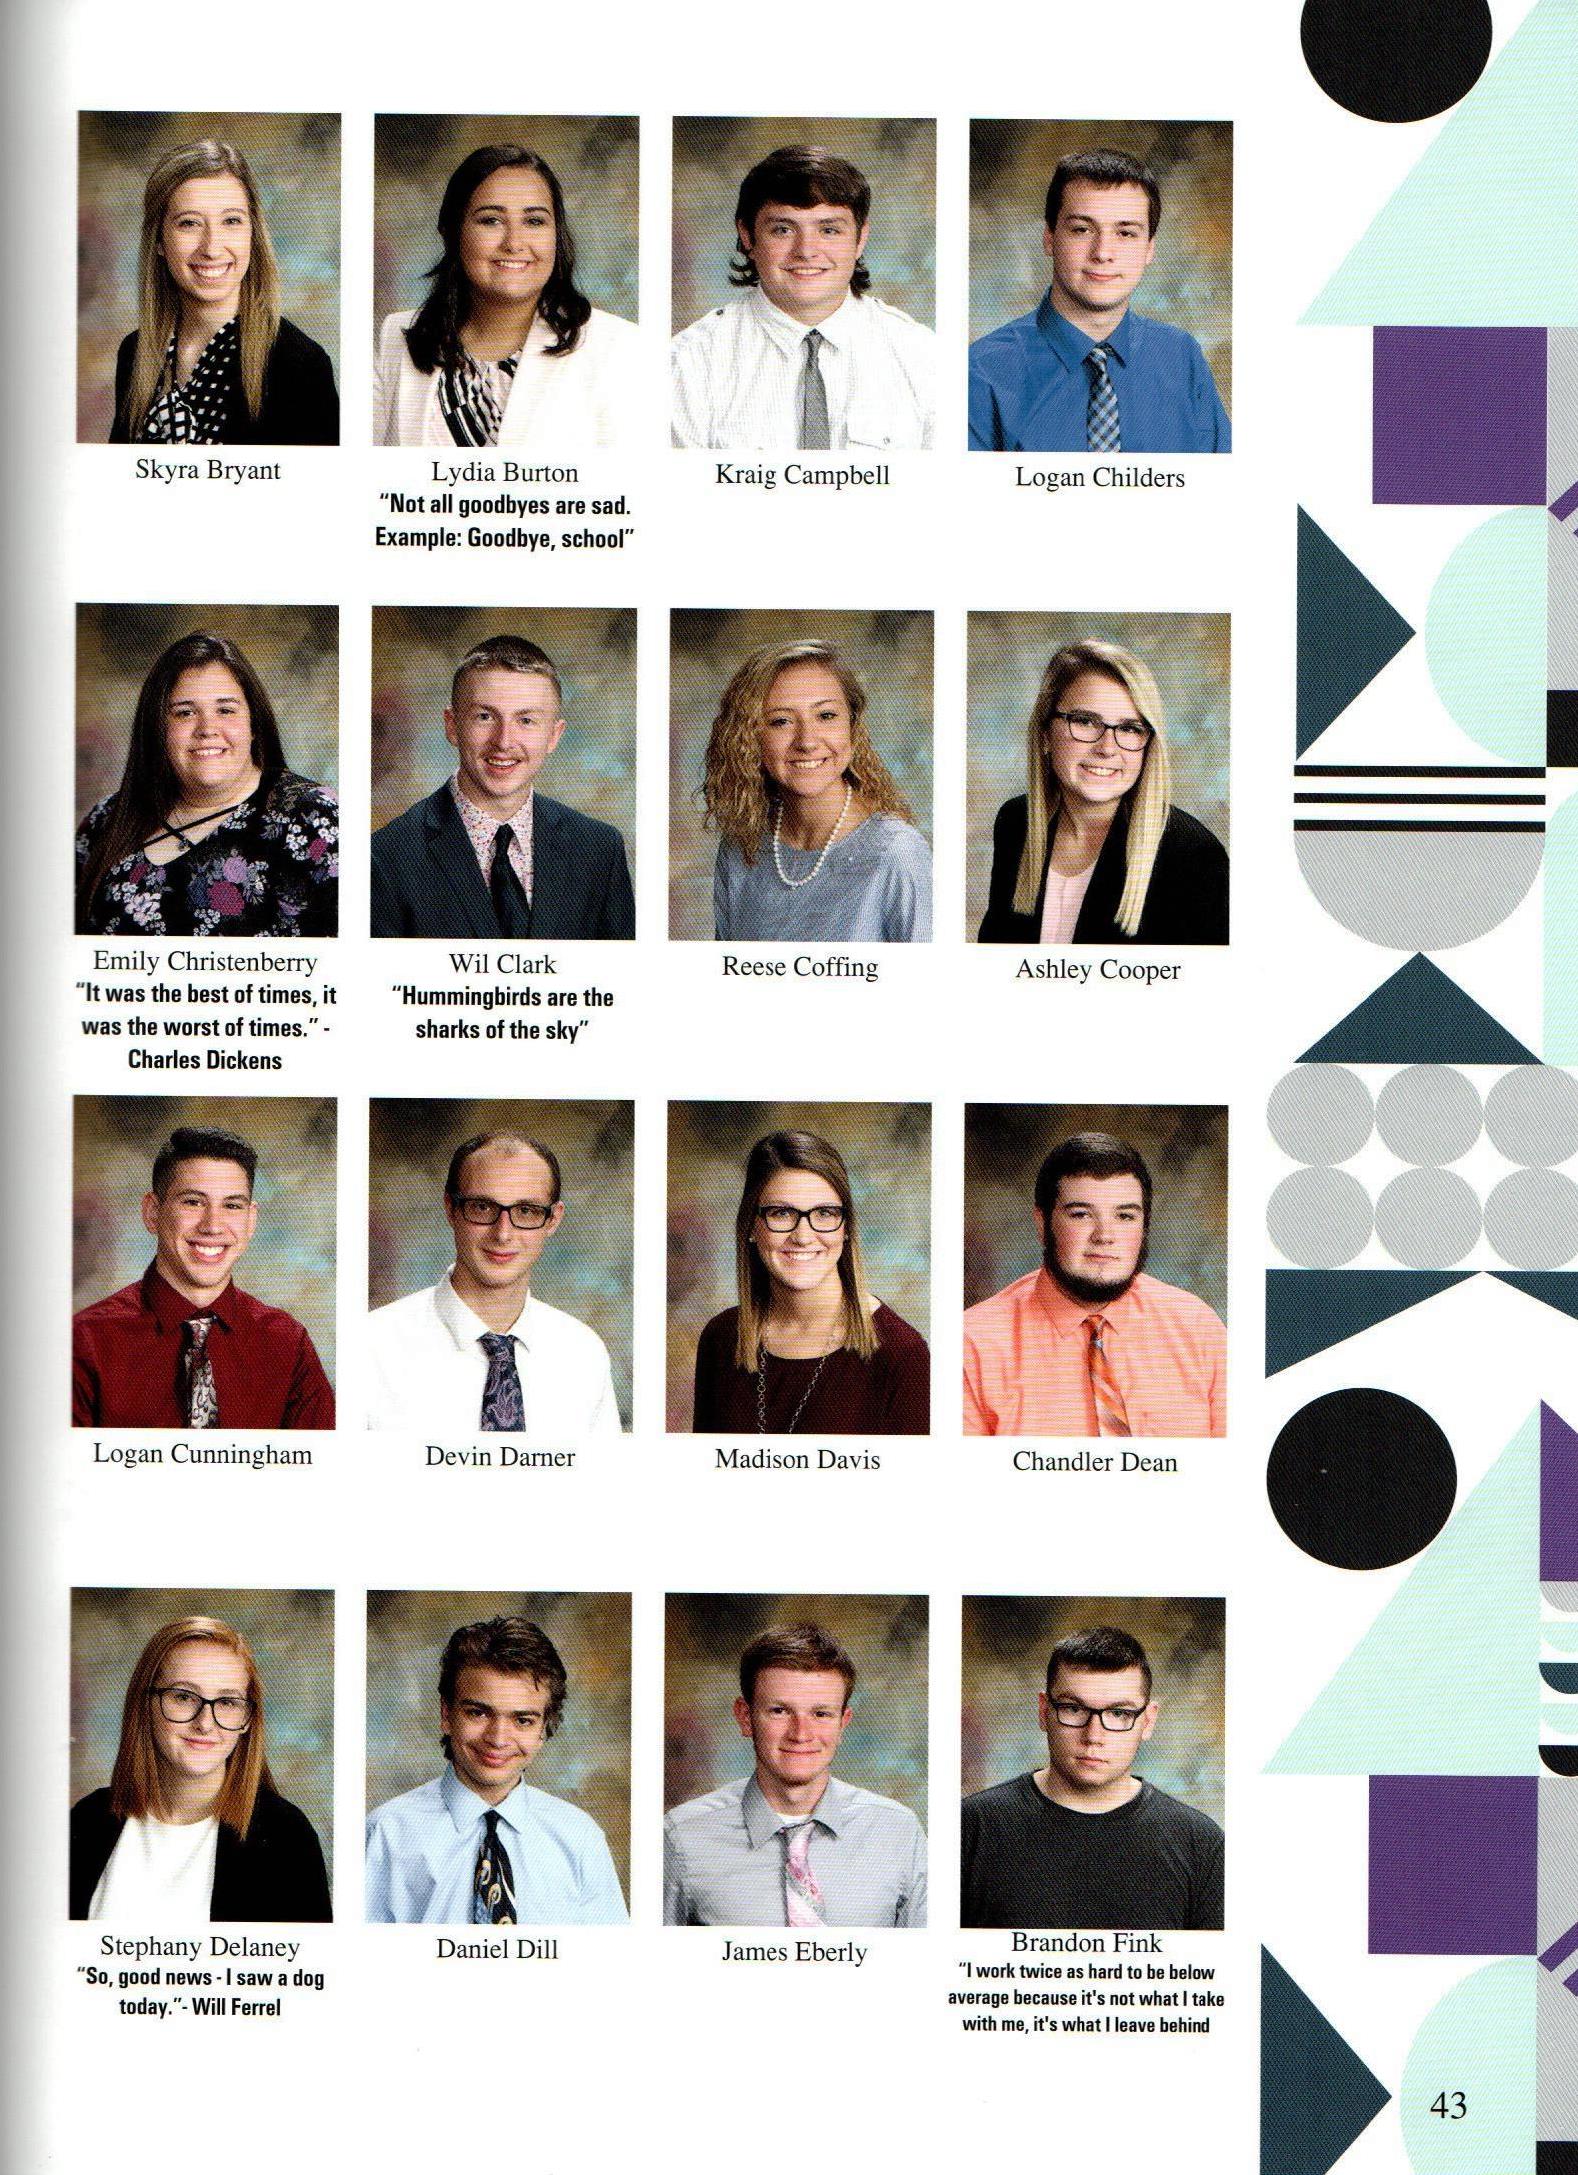 Skyra Bryant
Lydia Burton
"Not all goodbyes are sad.
Example: Goodbye, school"
Kraig Campbell
Logan Childers
Emily Christenberry
"It was the best of times, it
was the worst of times." -
Charles Dickens
Wil Clark
"Hummingbirds are the
sharks of the sky"
Reese Coffing
Ashley Cooper
Logan Cunningham
Devin Darner
Madison Davis
Chandler Dean
Stephany Delaney
"So, good news - I saw a dog
today."- Will Ferrel
Daniel Dill
James Eberly
Brandon Fink
"I work twice as hard to be below
average because it's not what I take
with me, it's what I leave behind
43